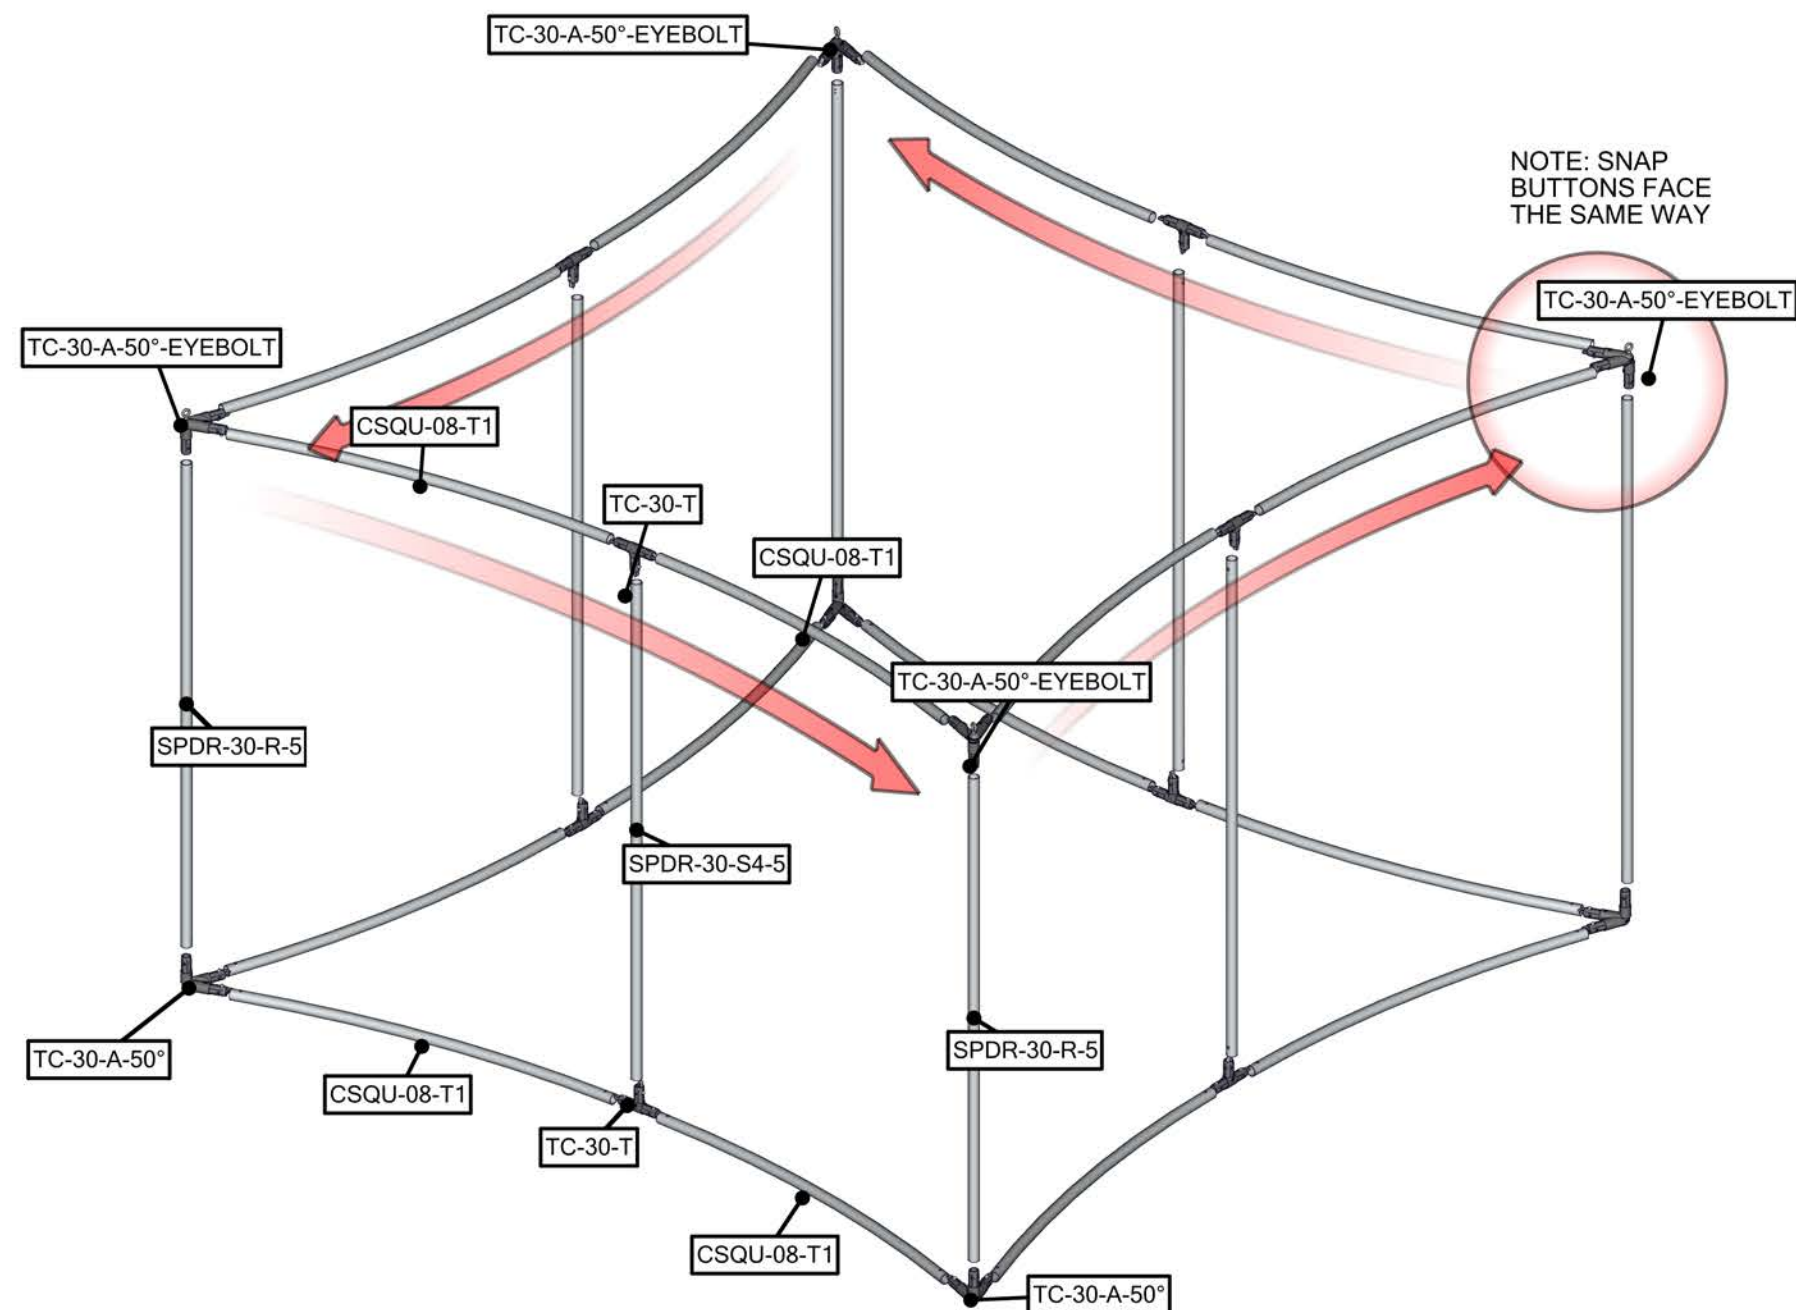 TC-30-A-50°-EYEBOLT
NOTE: SNAP
BUTTONS FACE
THE SAME WAY
TC-30-A-50°-EYEBOLT
TC-30-A-50°-EYEBOLT
CSQU-08-T1
TC-30-T
CSQU-08-T1
TC-30-A-50°-EYEBOLT
SPDR-30-R-5
SPDR-30-S4-5
SPDR-30-R-5
TC-30-A-50°
CSQU-08-T1
TC-30-T
CSQU-08-T1
TC-30-A-50°